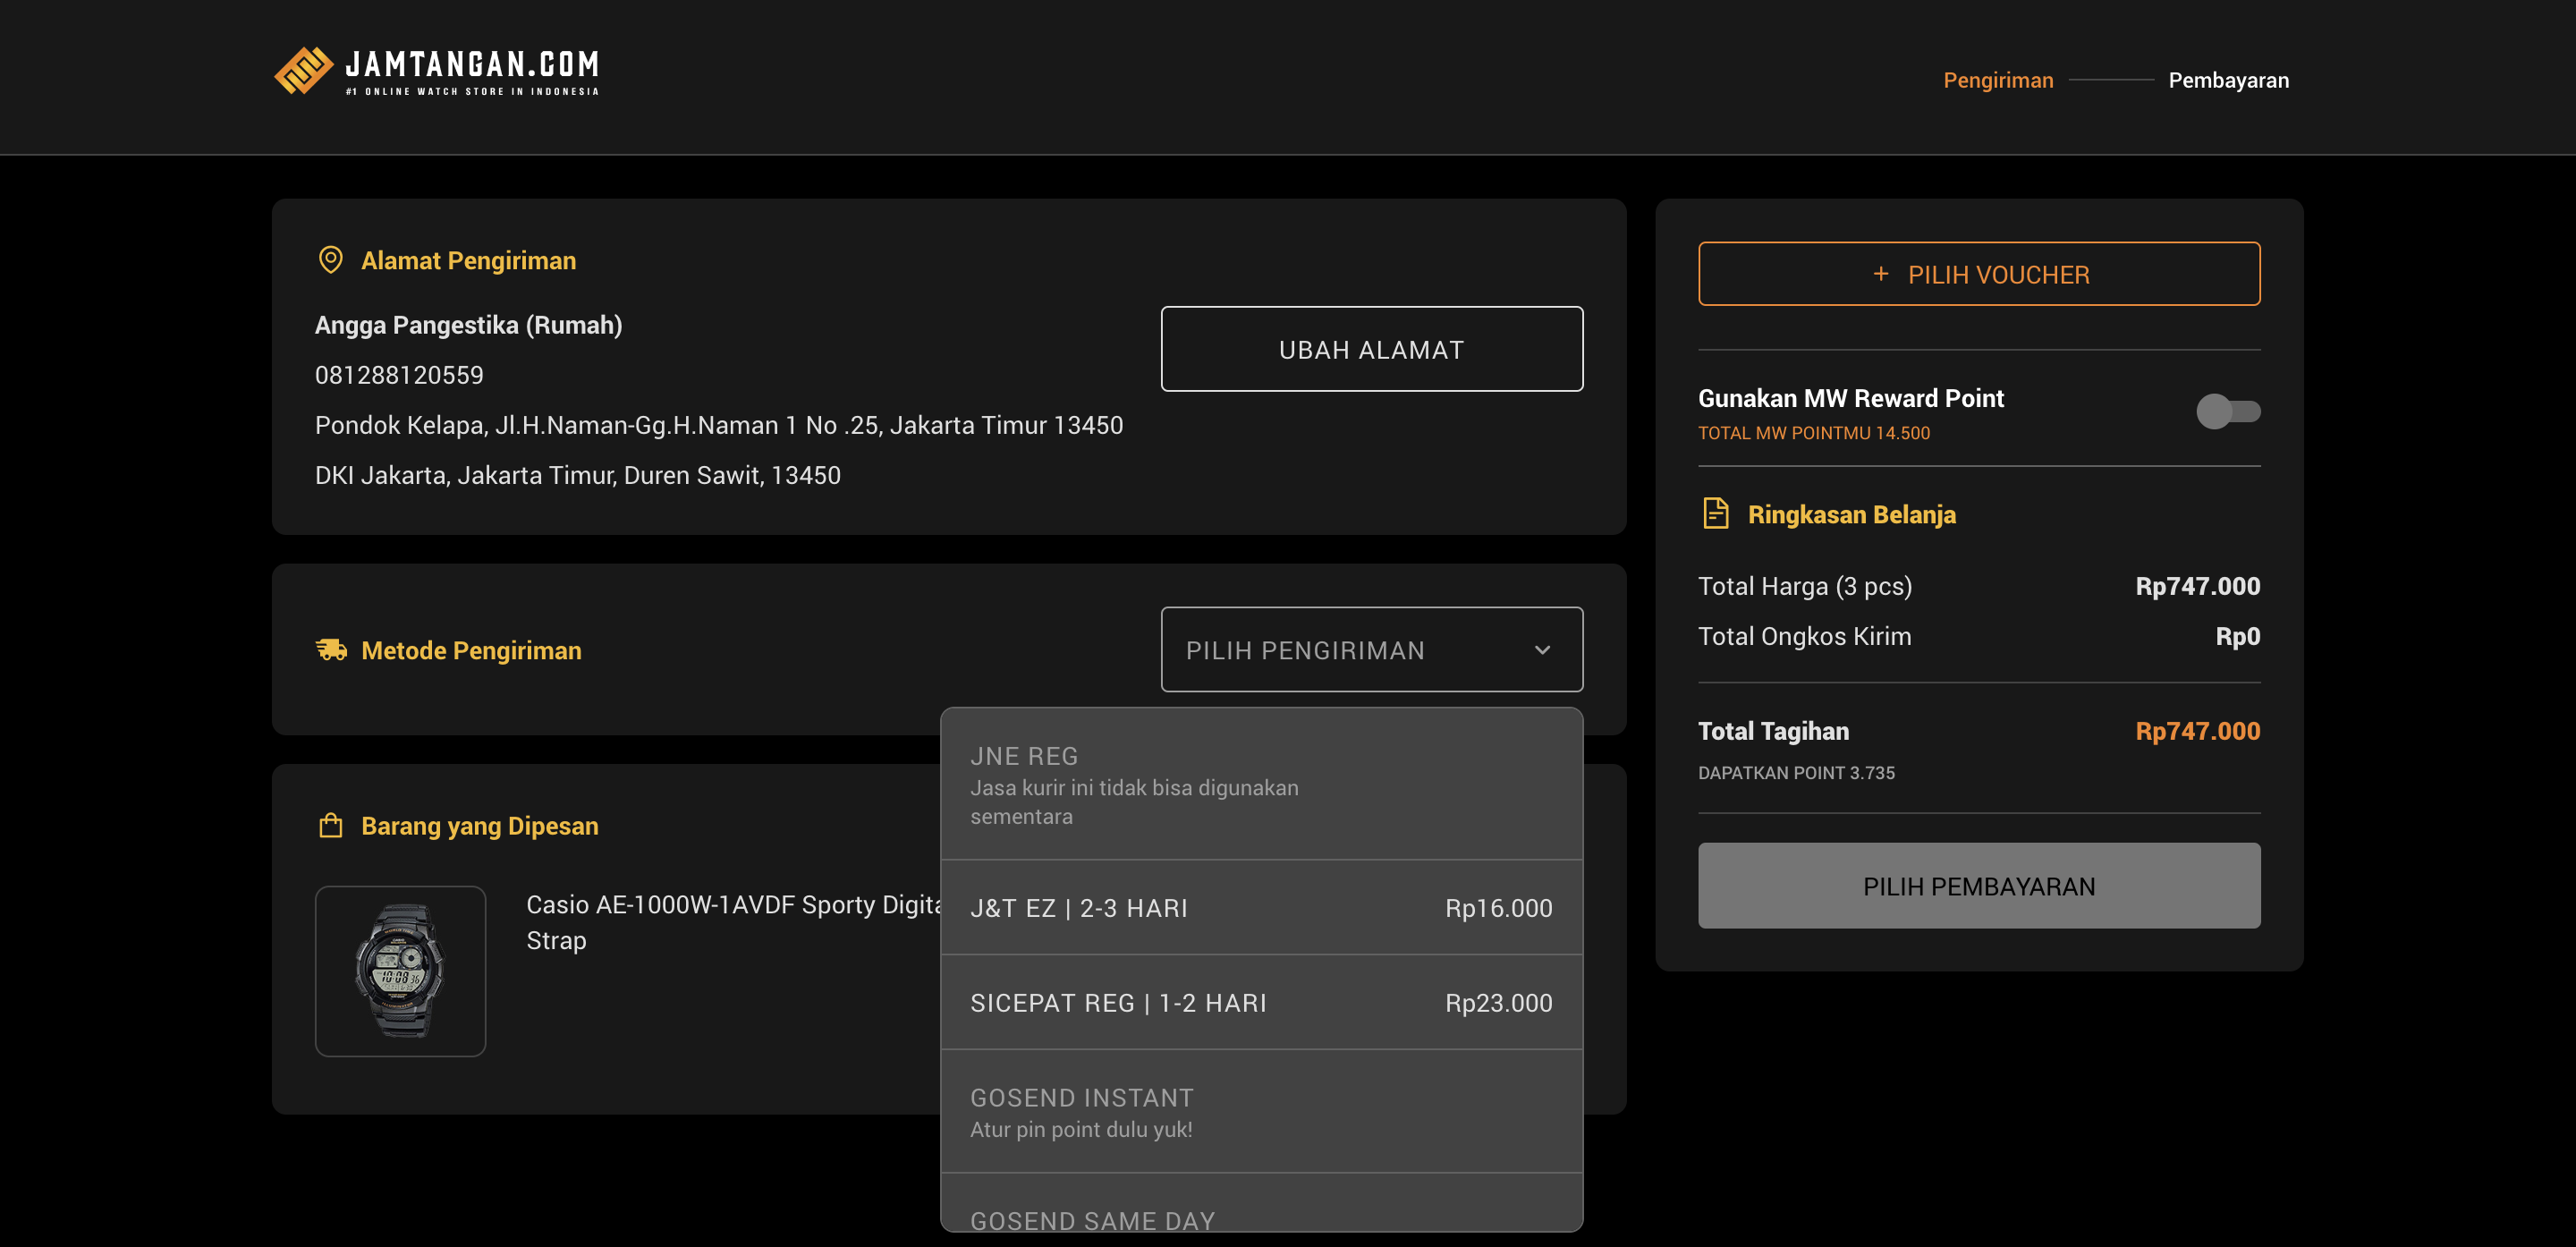 JAMTANGAN.COM
#1 ONLINE WATCH STORE IN INDONESIA
Pengiriman
Pembayaran
Alamat Pengiriman
Angga Pangestika (Rumah)
081288120559
Pondok Kelapa, Jl.H.Naman-Gg.H.Naman 1 No .25, Jakarta Timur 13450
DKI Jakarta, Jakarta Timur, Duren Sawit, 13450
UBAH ALAMAT
Metode Pengiriman
PILIH PENGIRIMAN
JNE REG
Jasa kurir ini tidak bisa digunakan
sementara
J&T EZ | 2-3 HARI Rp16.000
SICEPAT REG | 1-2 HARI Rp23.000
GOSEND INSTANT
Atur pin point dulu yuk!
GOSEND SAME DAY
Barang yang Dipesan
Casio AE-1000W-1AVDF Sporty Digita
Strap
10:08 36
+ PILIH VOUCHER
Gunakan MW Reward Point
TOTAL MW POINTMU 14.500
Ringkasan Belanja
Total Harga (3 pcs) Rp747.000
Total Ongkos Kirim Rp0
Total Tagihan Rp747.000
DAPATKAN POINT 3.735
PILIH PEMBAYARAN